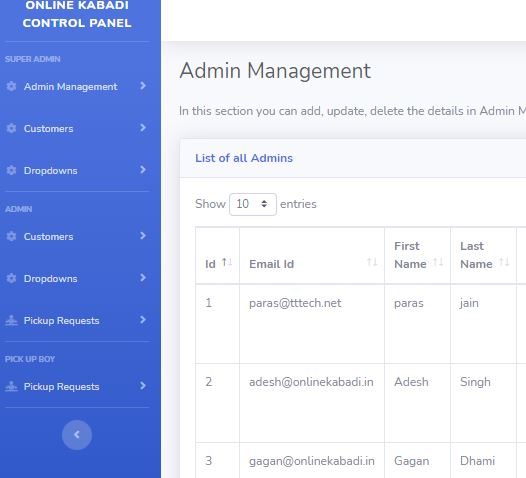 ONLINE KABADI
CONTROL PANEL
SUPER ADMIN
Admin Management
Customers
Dropdowns
ADMIN
Customers
Dropdowns
Pickup Requests
PICK UP BOY
Pickup Requests
Admin Management
In this section you can add, update, delete the details in Admin M
List of all Admins
Show 10 entries
Id Email Id First Name Last Name
1 paras@tttech.net paras jain
2 adesh@onlinekabadi.in Adesh Singh
3 gagan@onlinekabadi.in Gagan Dhami